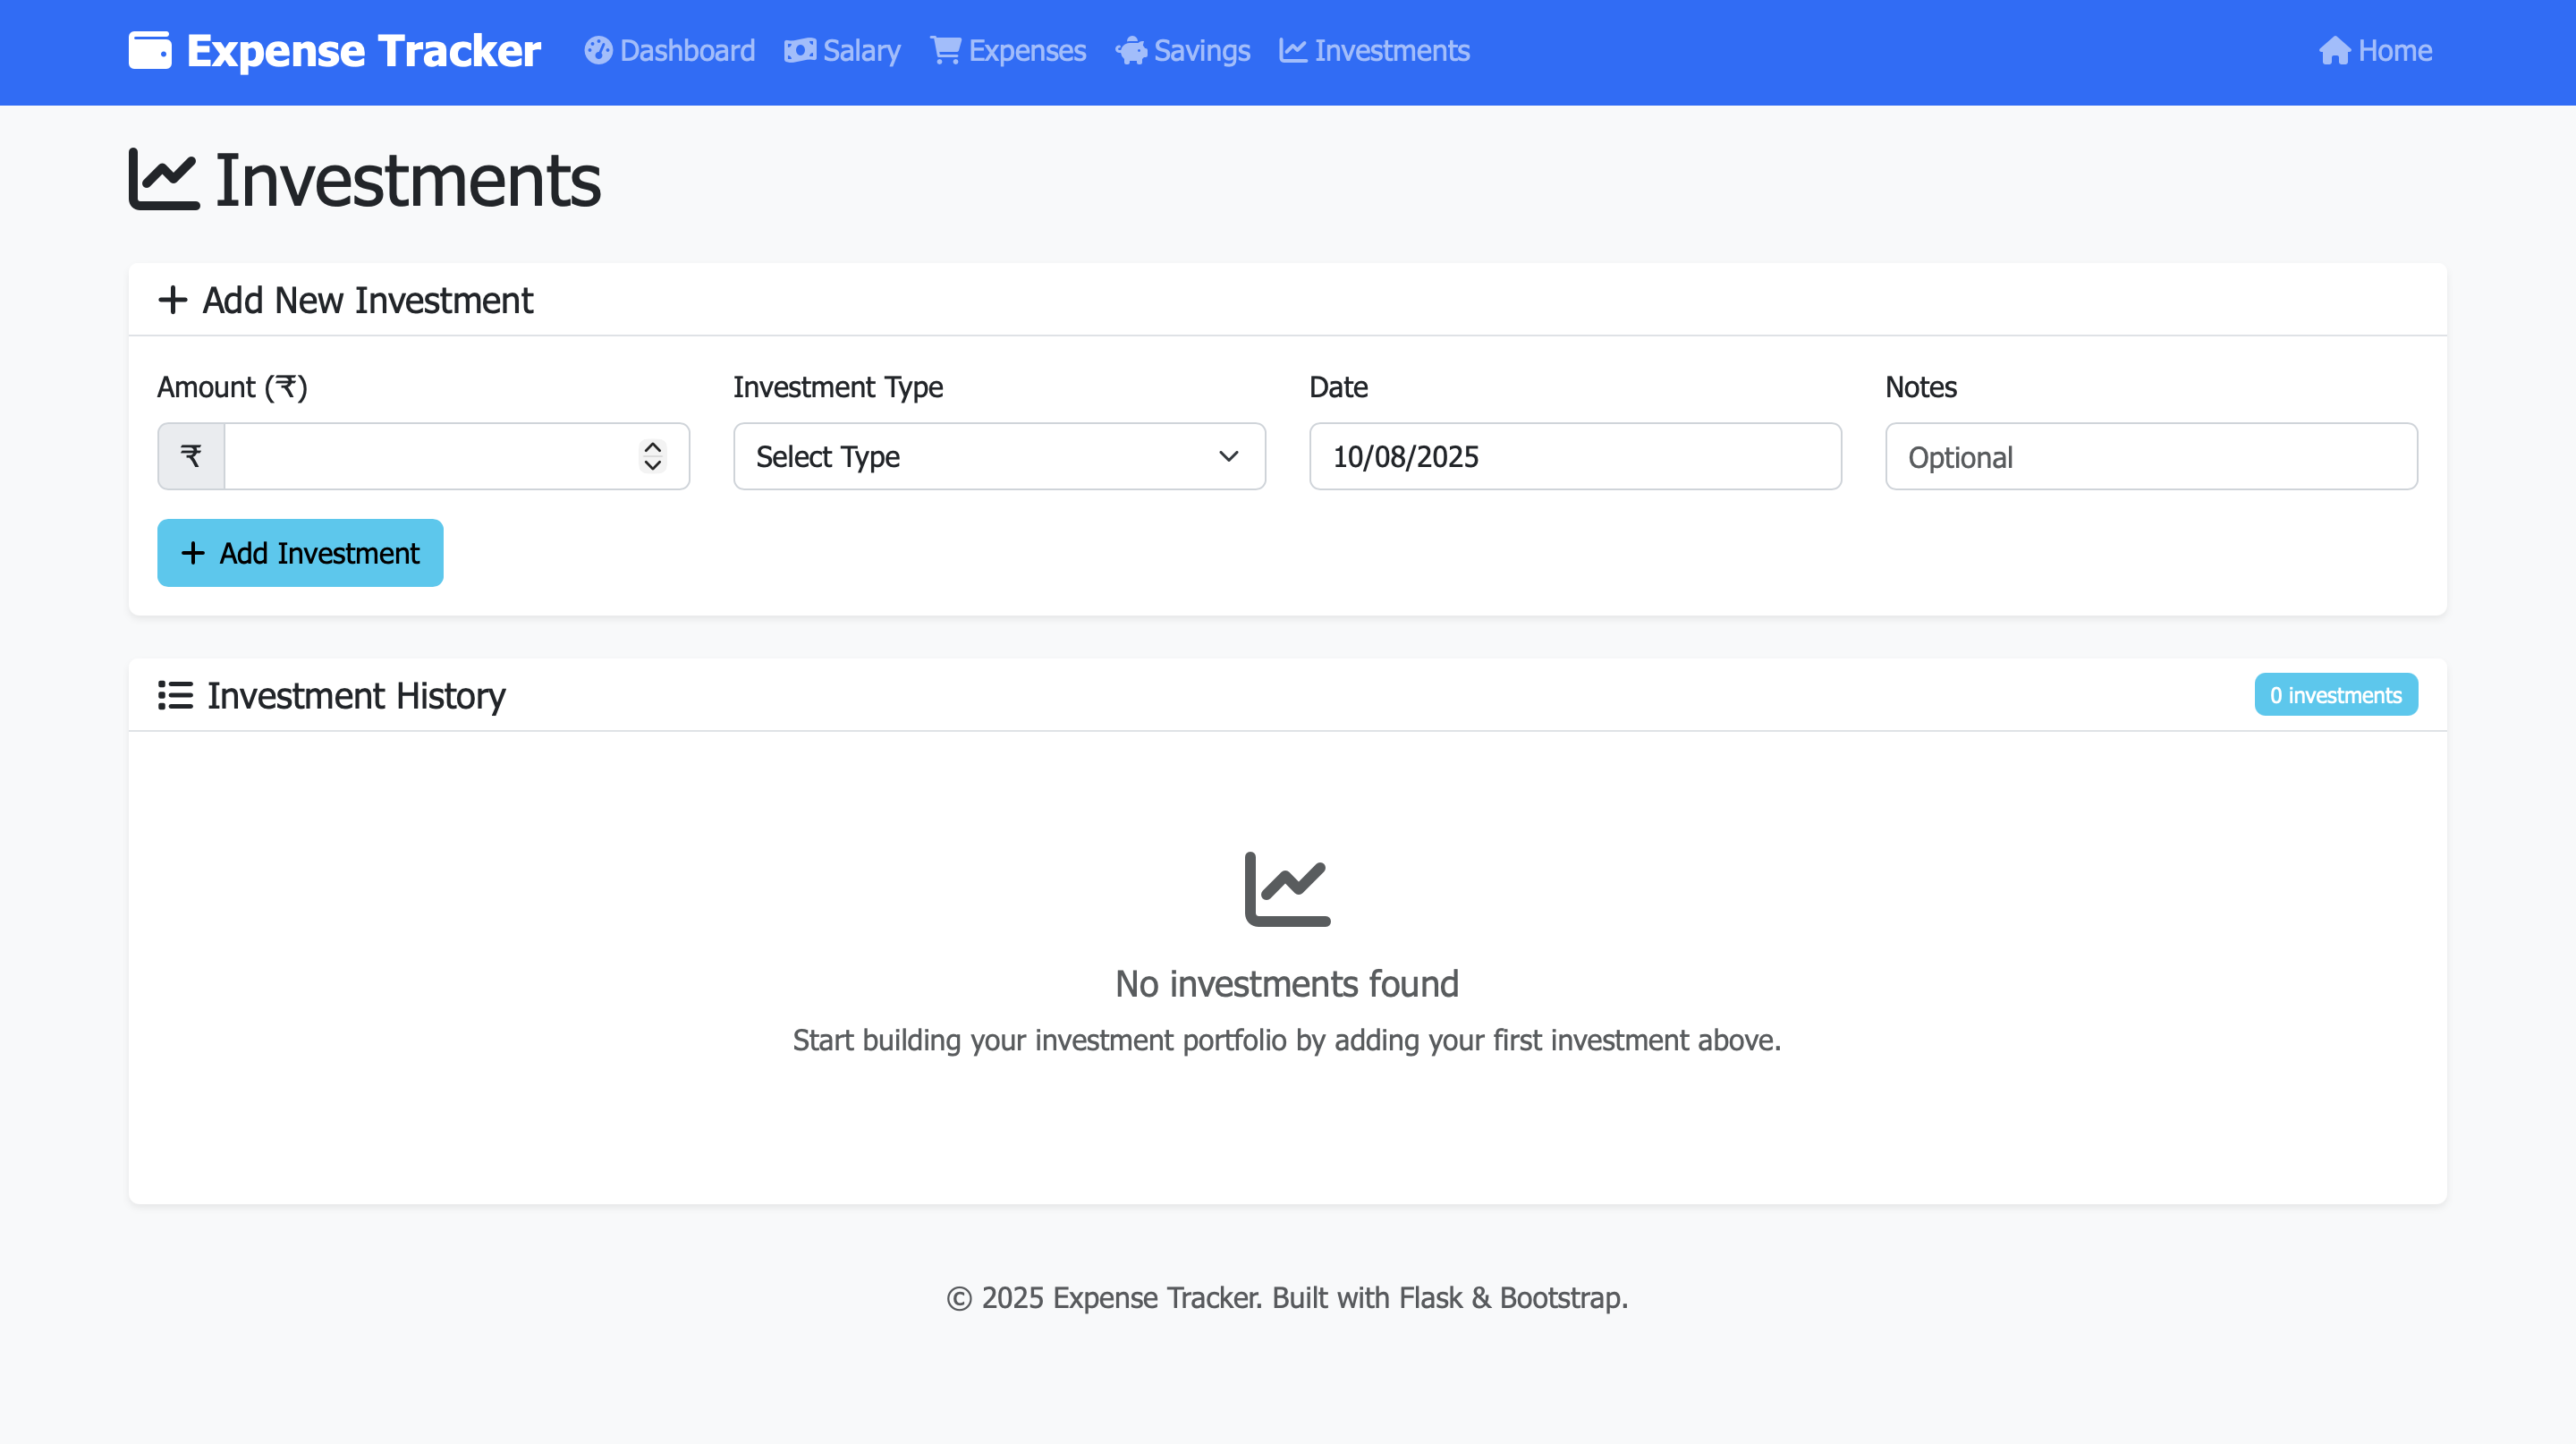 Expense Tracker Dashboard Salary Expenses Savings Investments Home
Investments
Add New Investment
Amount (₹) Investment Type Date Notes
₹ Select Type 10/08/2025 Optional
Add Investment
Investment History 0 investments
No investments found
Start building your investment portfolio by adding your first investment above.
© 2025 Expense Tracker. Built with Flask & Bootstrap.